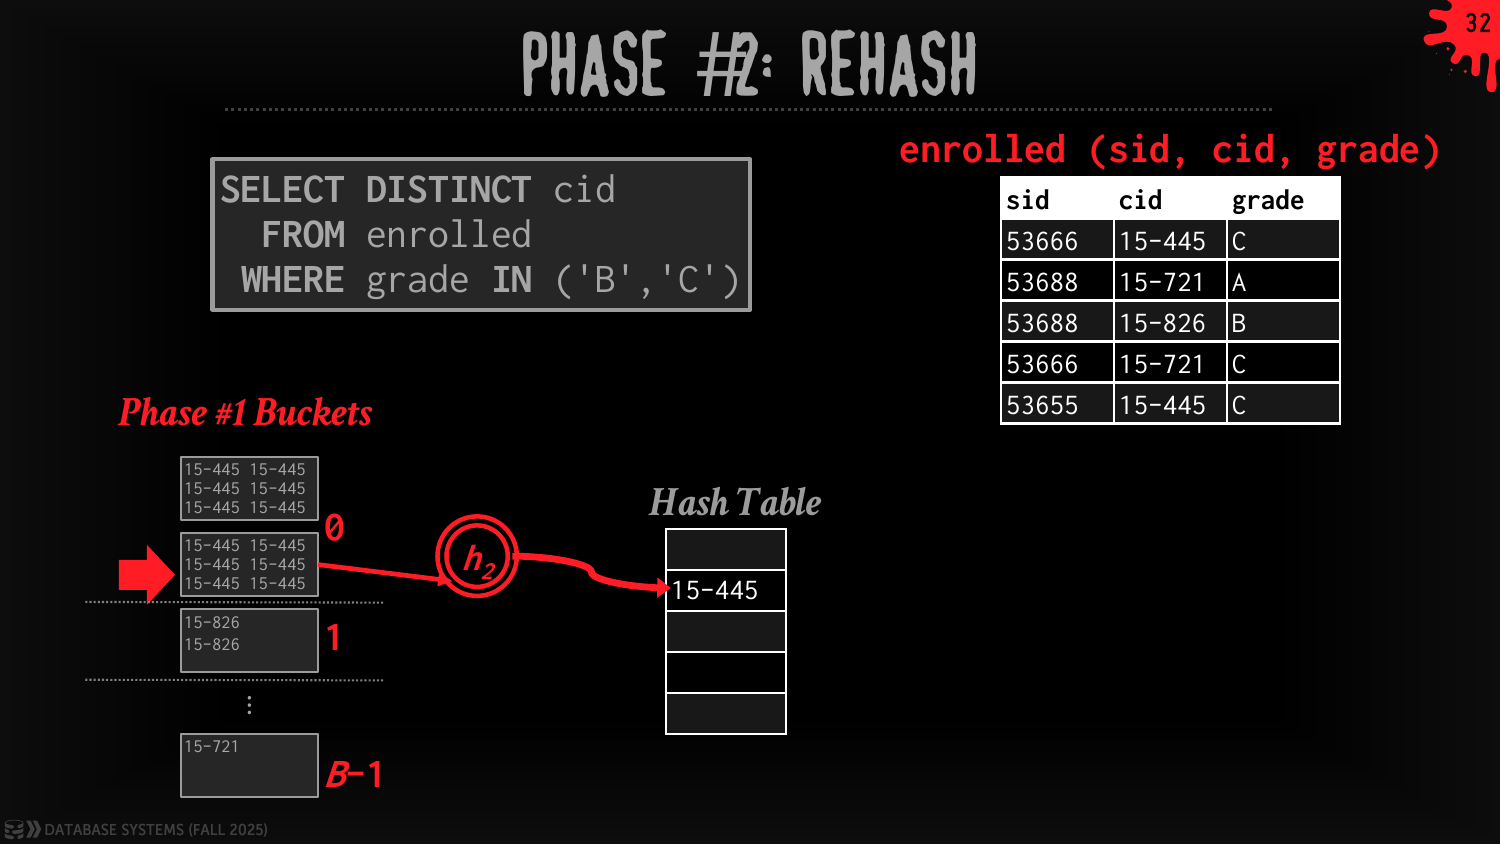 32
PHASE #2: REHASH
SELECT DISTINCT cid
FROM enrolled
WHERE grade IN ('B','C')
enrolled (sid, cid, grade)
sid cid grade
53666 15-445 C
53688 15-721 A
53688 15-826 B
53666 15-721 C
53655 15-445 C
Phase #1 Buckets
15-445 15-445
15-445 15-445
15-445 15-445
0
15-445 15-445
15-445 15-445
15-445 15-445
15-826
15-826
1
⋮
15-721
B-1
h2
Hash Table
15-445
DATABASE SYSTEMS (FALL 2025)